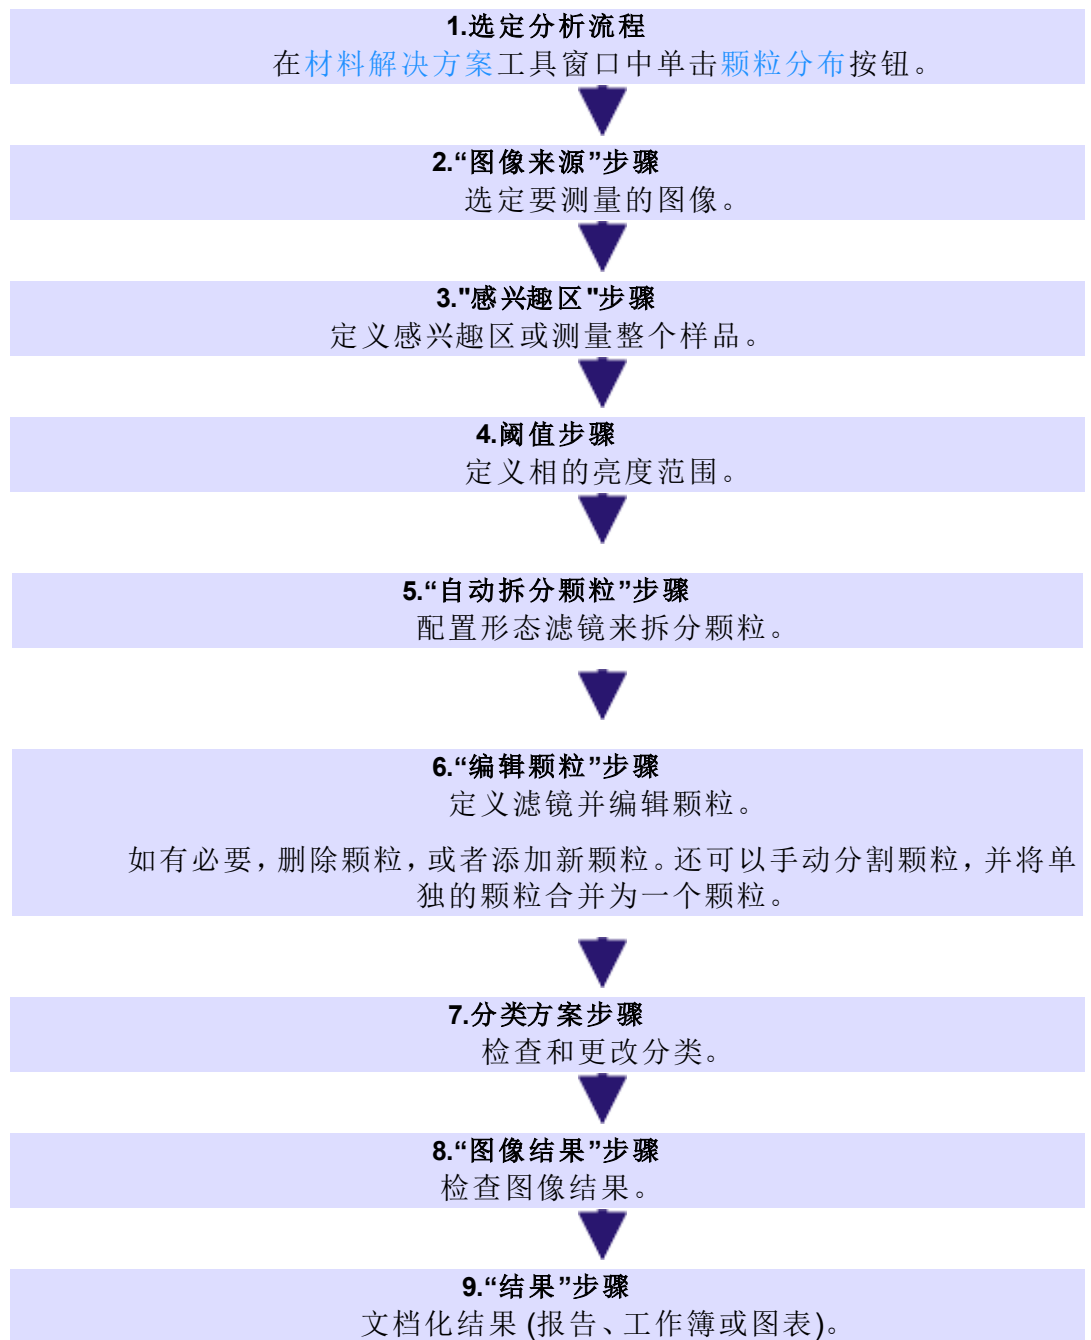 1.选定分析流程
在材料解决方案工具窗口中单击颗粒分布按钮。
2.“图像来源”步骤
选定要测量的图像。
3."感兴趣区"步骤
定义感兴趣区或测量整个样品。
4.阈值步骤
定义相的亮度范围。
5.“自动拆分颗粒”步骤
配置形态滤镜来拆分颗粒。
6.“编辑颗粒”步骤
定义滤镜并编辑颗粒。
如有必要，删除颗粒，或者添加新颗粒。还可以手动分割颗粒，并将单
独的颗粒合并为一个颗粒。
7.分类方案步骤
检查和更改分类。
8.“图像结果”步骤
检查图像结果。
9.“结果”步骤
文档化结果 (报告、工作簿或图表)。